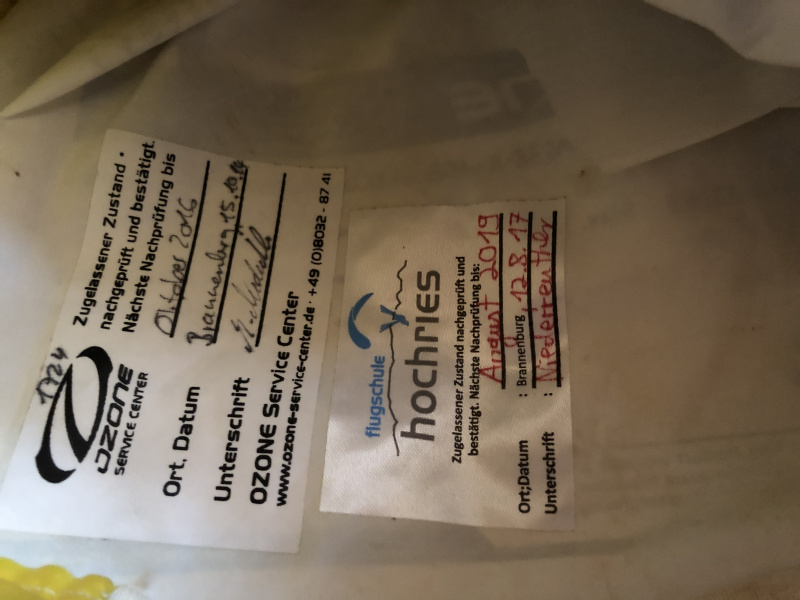 1724
OZONE
SERVICE CENTER
Zugelassener Zustand
nachgeprüft und bestätigt.
Nächste Nachprüfung bis
Oktober 2016
Ort, Datum Brannenburg 15.10.14
Unterschrift
OZONE Service Center
www.ozone-service-center.de · +49 (0)8032 - 87 41
flugschule
hochries
Zugelassener Zustand nachgeprüft und
bestätigt. Nächste Nachprüfung bis:
August 2019
Ort;Datum : Brannenburg, 12.8.17
Unterschrift : Niederreuther